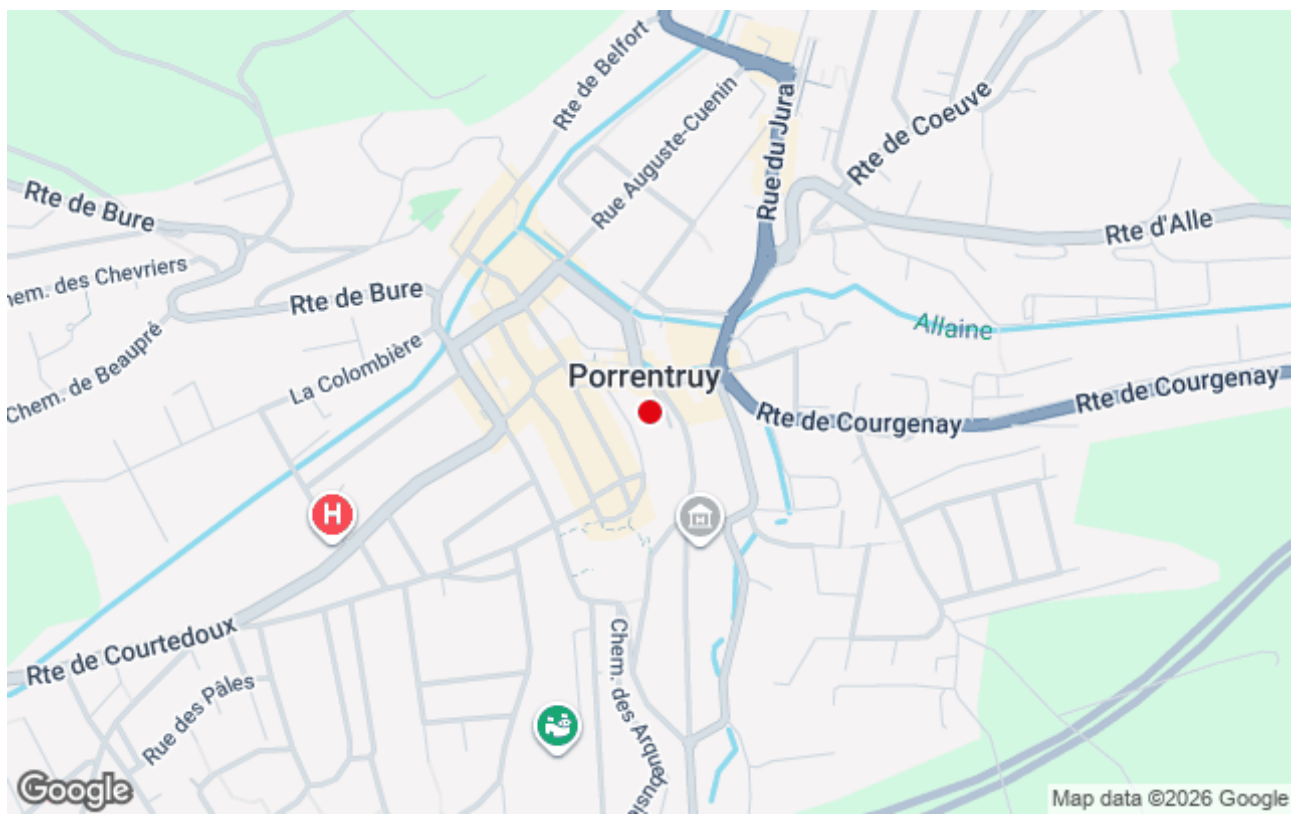 Rte de Belfort
Rue Auguste-Cuenin
Rue du Jura
Rte de Coeuve
Rte de Bure
Rte d'Alle
hem. des Chevriers
Rte de Bure
Allaine
Chem. de Beaupré
La Colombière
Porrentruy
Rte de Courgenay
Rte de Courgenay
H
Rte de Courtedoux
Rue des Pâles
Chem. des Arquebusie
Google
Map data ©2026 Google